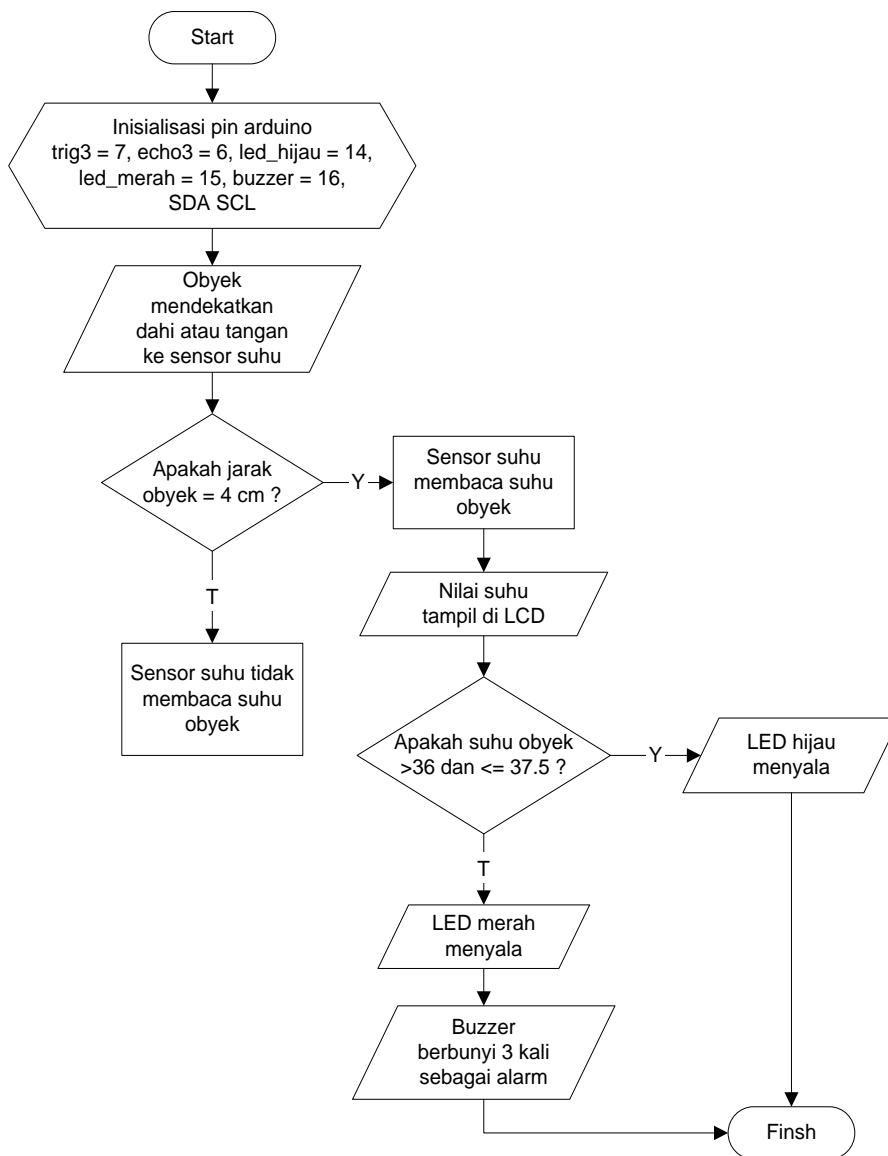 Start
Inisialisasi pin arduino
trig3 = 7, echo3 = 6, led_hijau = 14,
led_merah = 15, buzzer = 16,
SDA SCL
Obyek
mendekatkan
dahi atau tangan
ke sensor suhu
Apakah jarak
obyek = 4 cm ?
Y
Sensor suhu
membaca suhu
obyek
T
Sensor suhu tidak
membaca suhu
obyek
Nilai suhu
tampil di LCD
Apakah suhu obyek
>36 dan <= 37.5 ?
Y
LED hijau
menyala
T
LED merah
menyala
Buzzer
berbunyi 3 kali
sebagai alarm
Finsh